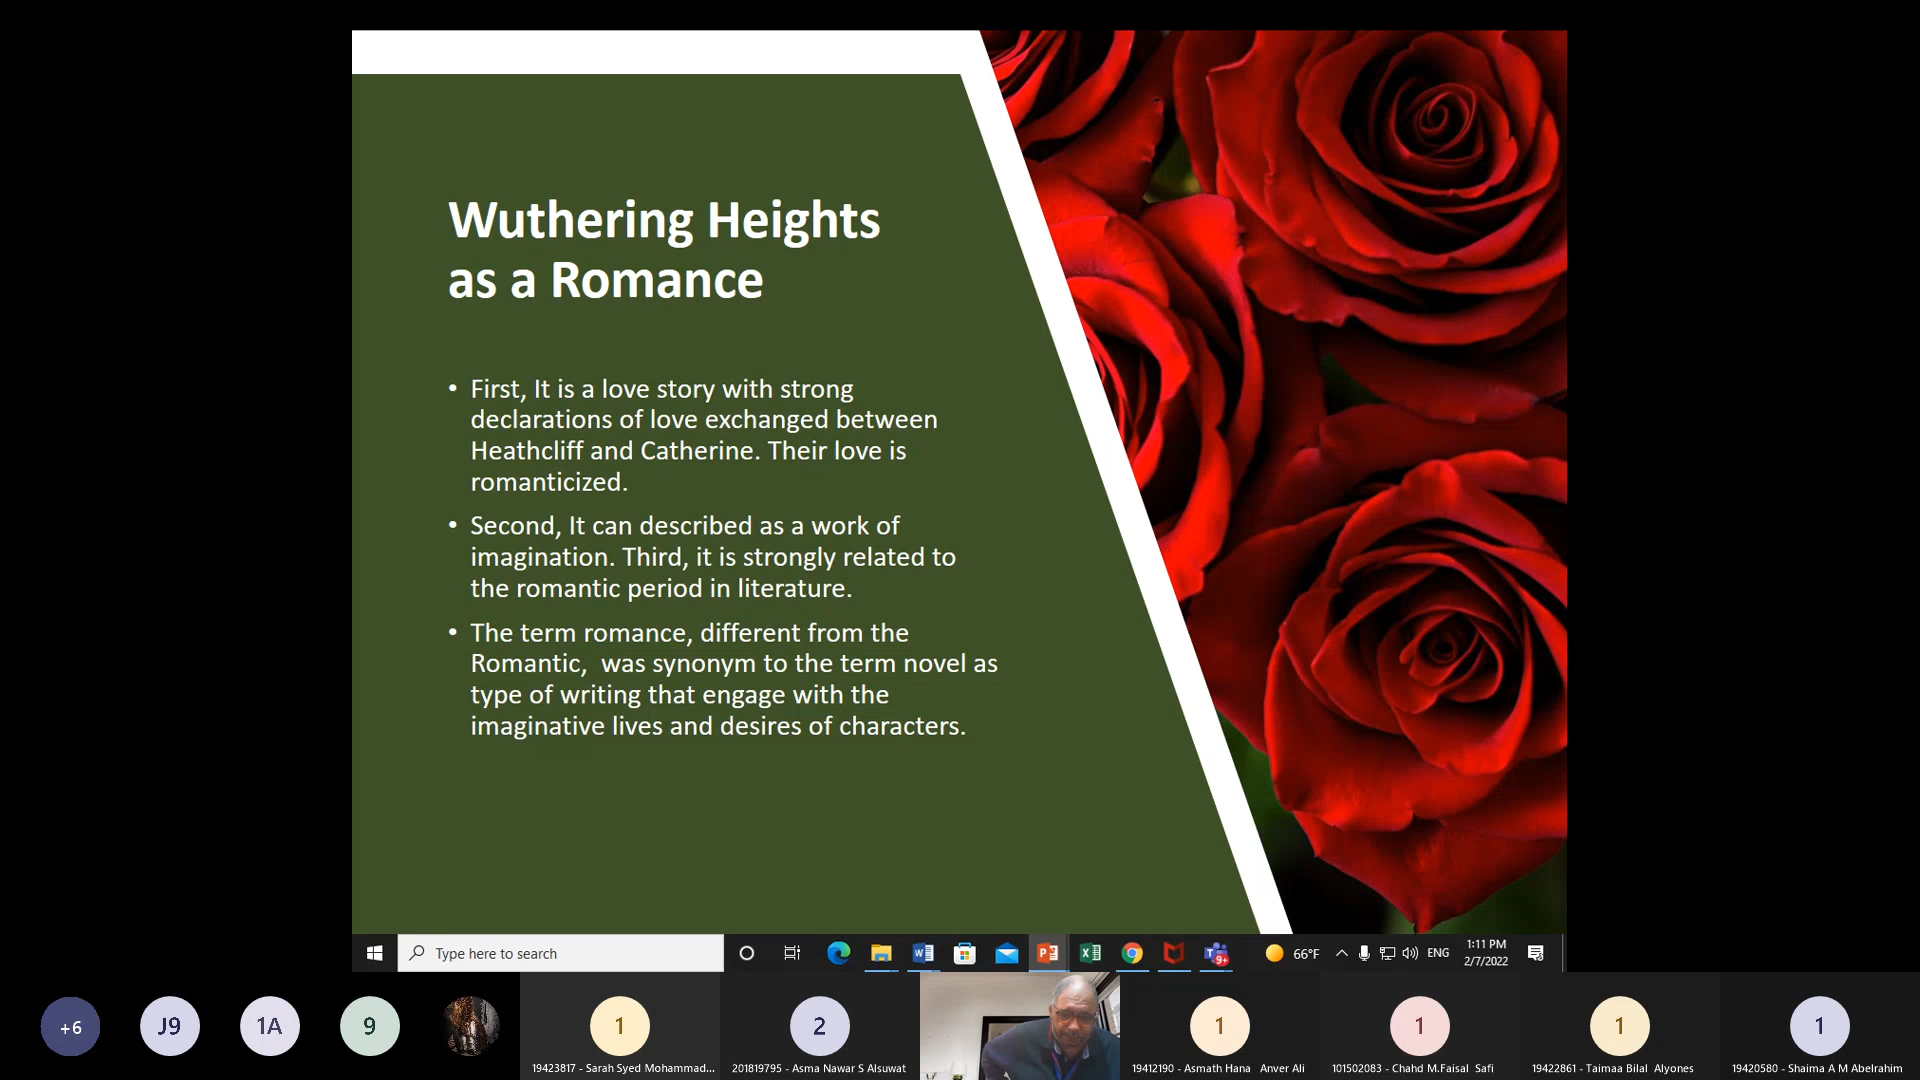 Wuthering Heights
as a Romance
• First, It is a love story with strong
declarations of love exchanged between
Heathcliff and Catherine. Their love is
romanticized.
• Second, It can described as a work of
imagination. Third, it is strongly related to
the romantic period in literature.
• The term romance, different from the
Romantic,  was synonym to the term novel as
type of writing that engage with the
imaginative lives and desires of characters.
Type here to search
9+
66°F
ENG
1:11 PM
2/7/2022
+6
J9
1A
9
1
2
1
1
1
1
19423817 - Sarah Syed Mohammad...
201819795 - Asma Nawar S Alsuwat
19412190 - Asmath Hana   Anver Ali
101502083 - Chahd M.Faisal  Safi
19422861 - Taimaa Bilal  Alyones
19420580 - Shaima A M Abelrahim